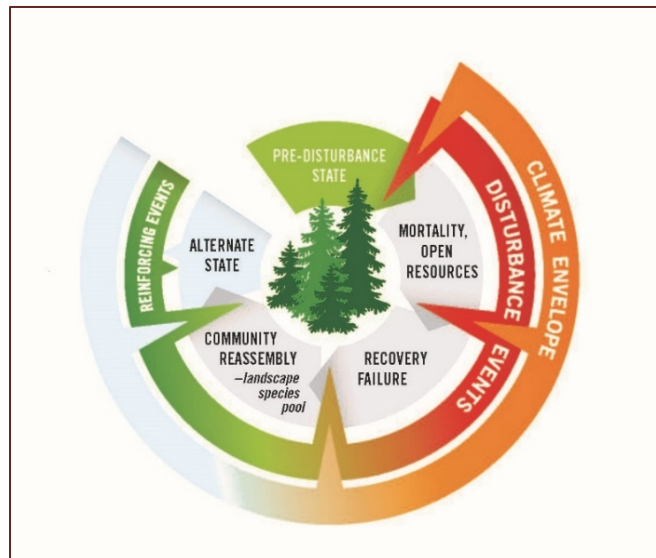 PRE-DISTURBANCE
STATE
MORTALITY,
OPEN
RESOURCES
RECOVERY
FAILURE
COMMUNITY
REASSEMBLY
–landscape
species
pool
ALTERNATE
STATE
REINFORCING EVENTS
DISTURBANCE EVENTS
CLIMATE ENVELOPE